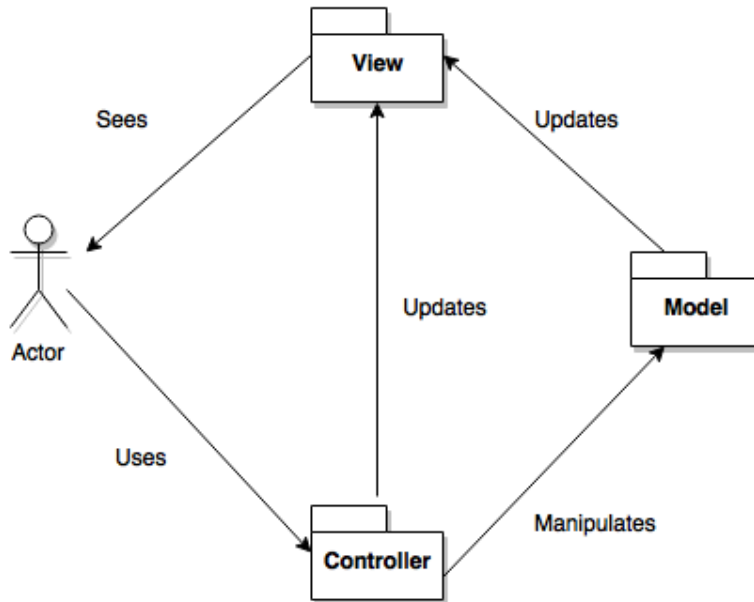 View
Sees
Updates
Updates
Model
Actor
Uses
Manipulates
Controller